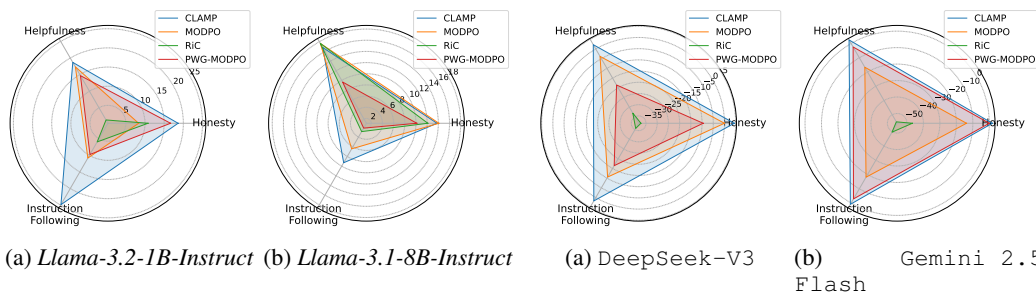 Helpfulness
Honesty
Instruction
Following
5
10
15
20
25
CLAMP
MODPO
RiC
PWG-MODPO
(a) Llama-3.2-1B-Instruct
Helpfulness
Honesty
Instruction
Following
2
4
6
8
10
12
14
16
18
CLAMP
MODPO
RiC
PWG-MODPO
(b) Llama-3.1-8B-Instruct
Helpfulness
Honesty
Instruction
Following
−35
−30
−25
−20
−15
−10
−5
0
5
CLAMP
MODPO
RiC
PWG-MODPO
(a) DeepSeek-V3
Helpfulness
Honesty
Instruction
Following
−50
−40
−30
−20
−10
0
CLAMP
MODPO
RiC
PWG-MODPO
(b) Gemini 2.5
Flash